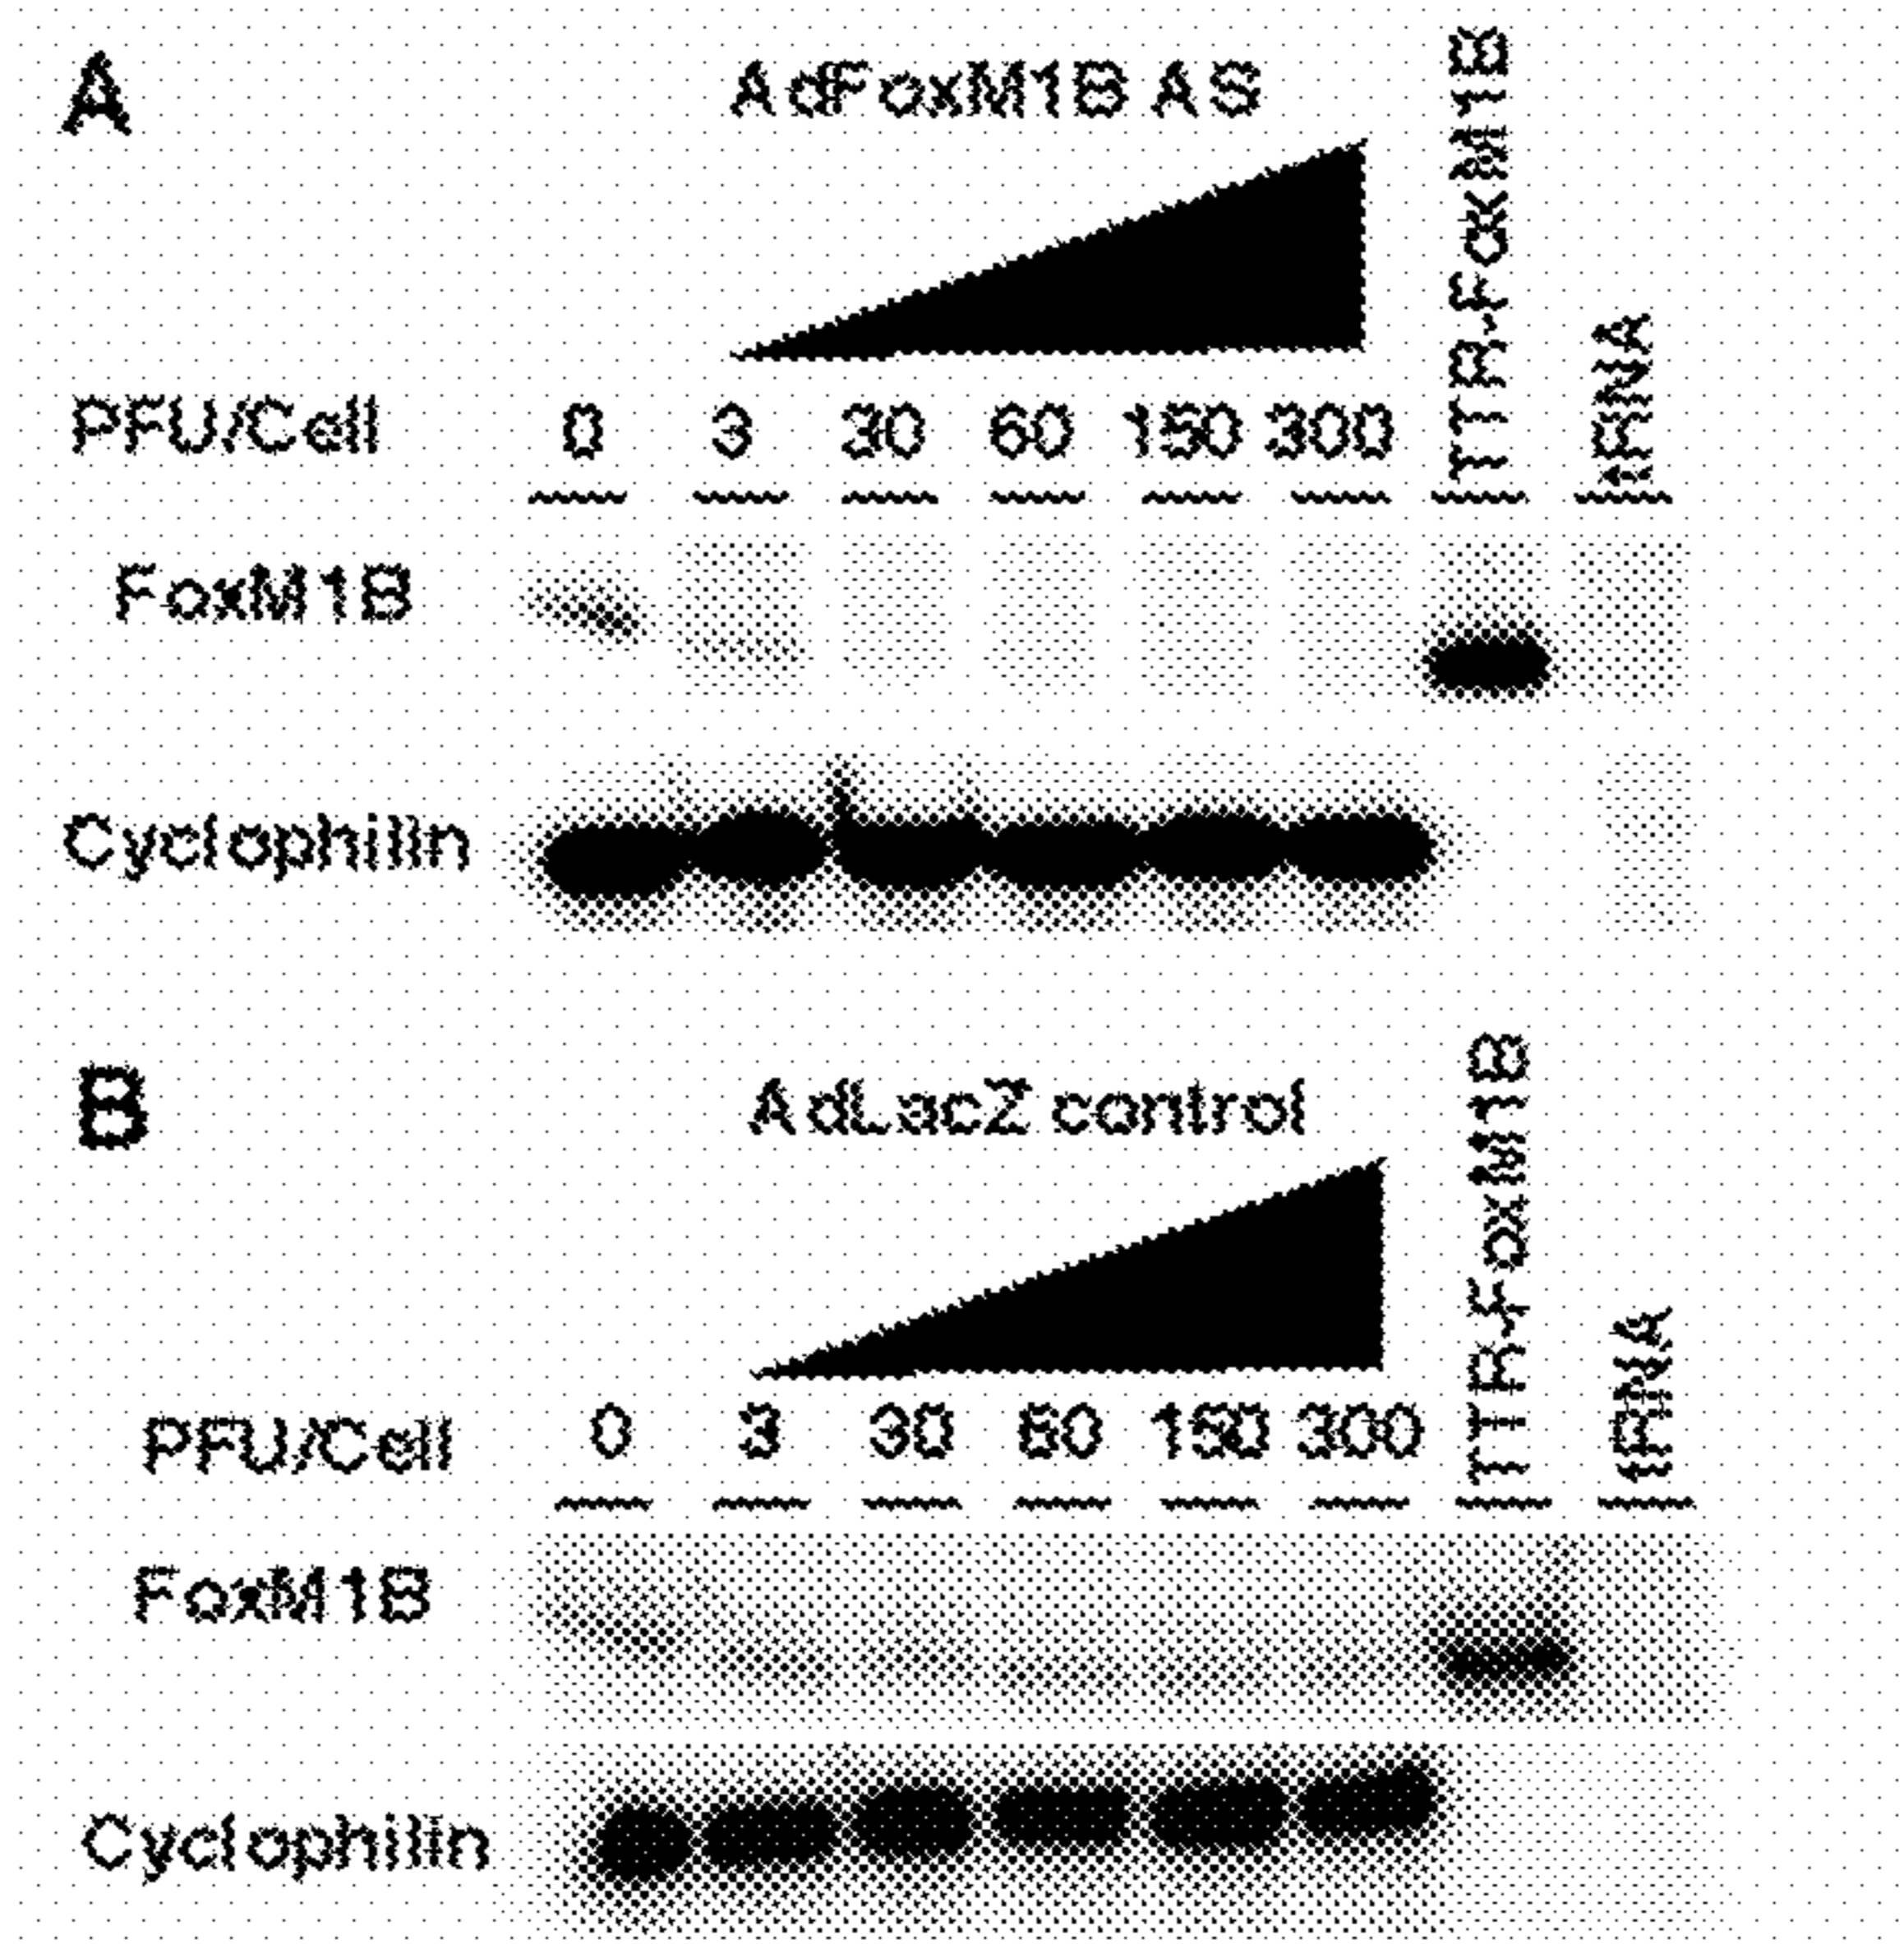 A
AdFoxM1B AS
TTR-FoxM1B
tRNA
PFU/Cell 0 3 30 60 150 300
FoxM1B
Cyclophilin
B
AdLacZ control
TTR-FoxM1B
tRNA
PFU/Cell 0 3 30 60 150 300
FoxM1B
Cyclophilin